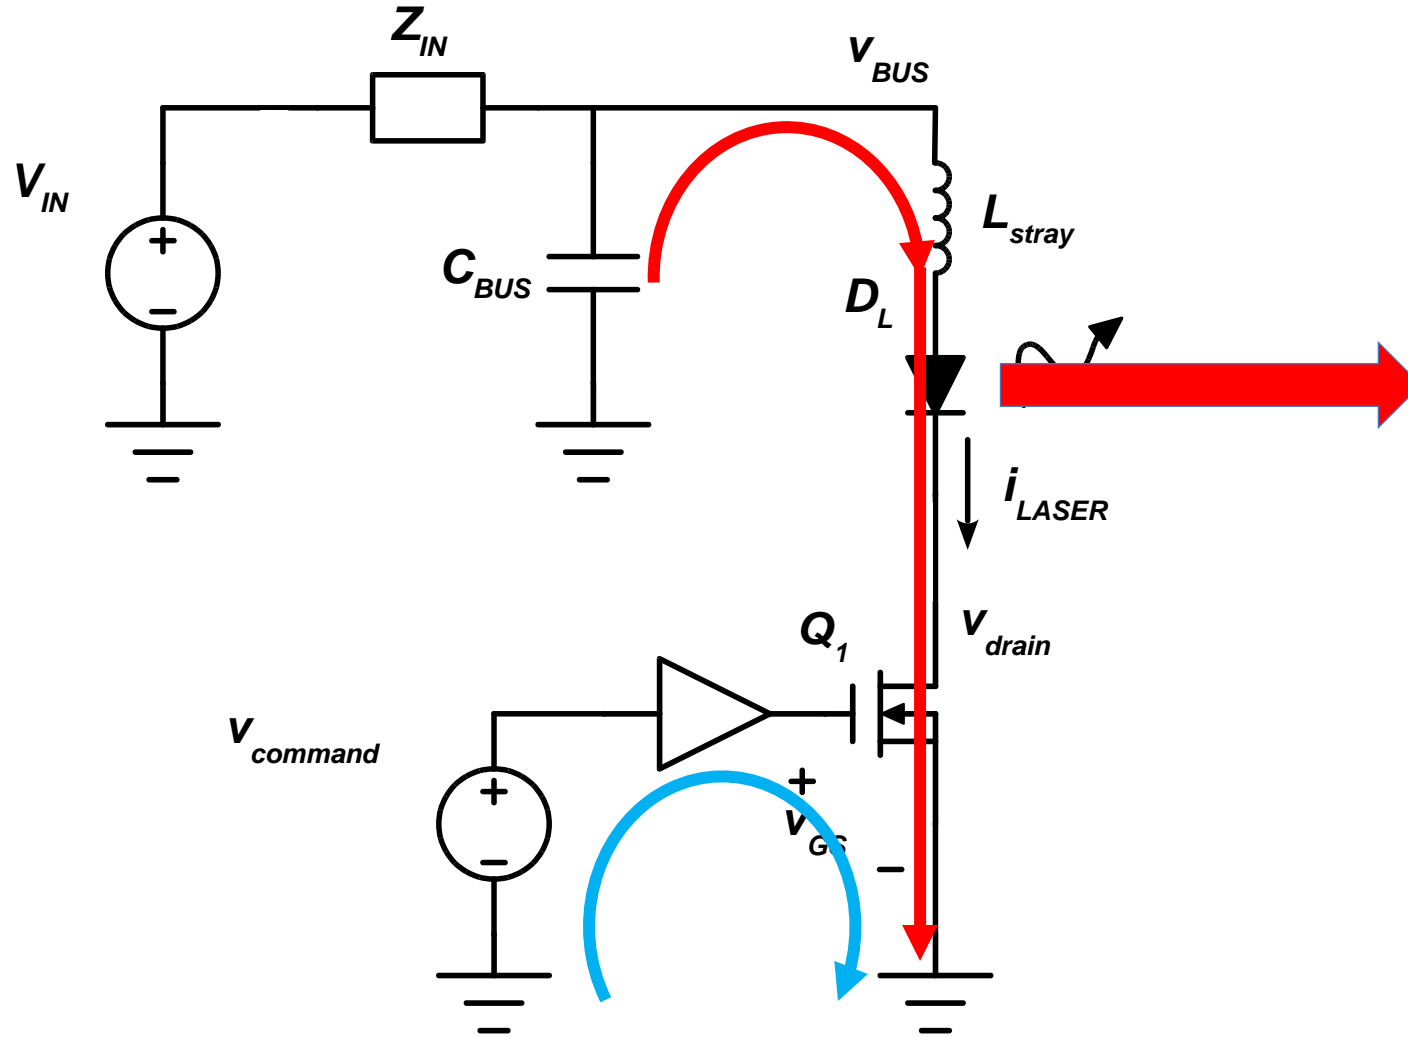 Z_IN
v_BUS
V_IN
L_stray
C_BUS
D_L
i_LASER
Q_1
v_drain
v_command
+
v_GS
−